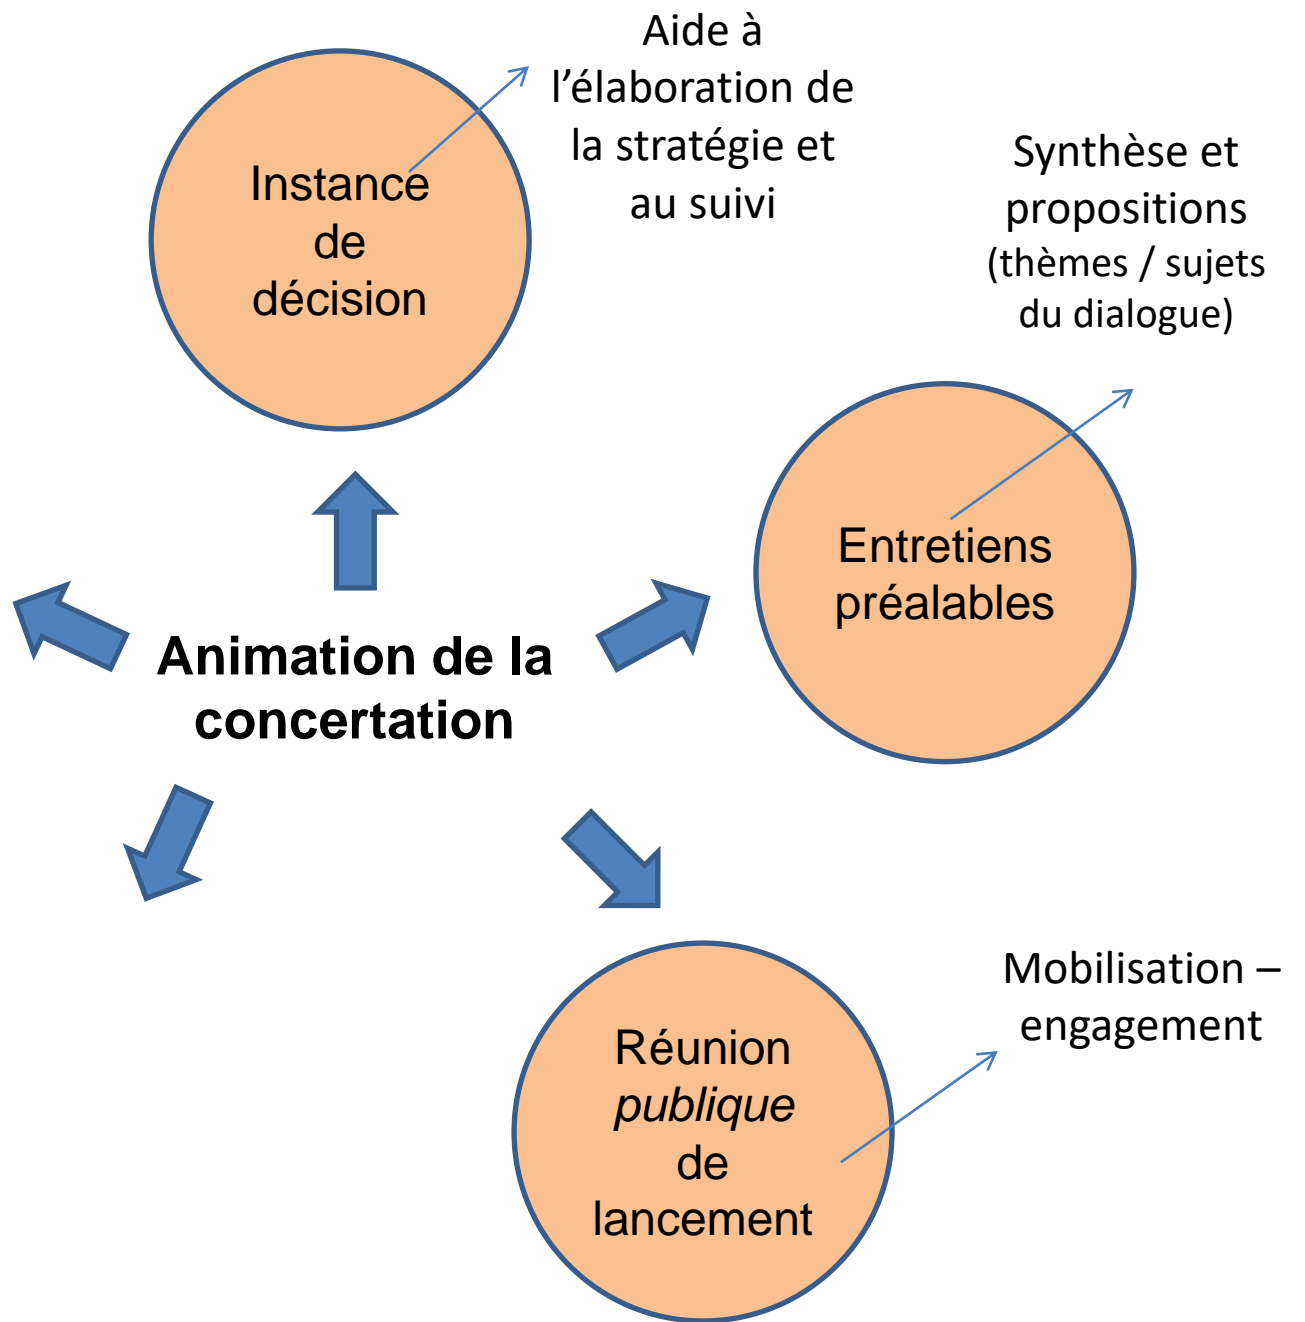 Aide à
l’élaboration de
la stratégie et
au suivi
Instance
de
décision
Synthèse et
propositions
(thèmes / sujets
du dialogue)
Entretiens
préalables
Animation de la
concertation
Mobilisation –
engagement
Réunion
publique
de
lancement